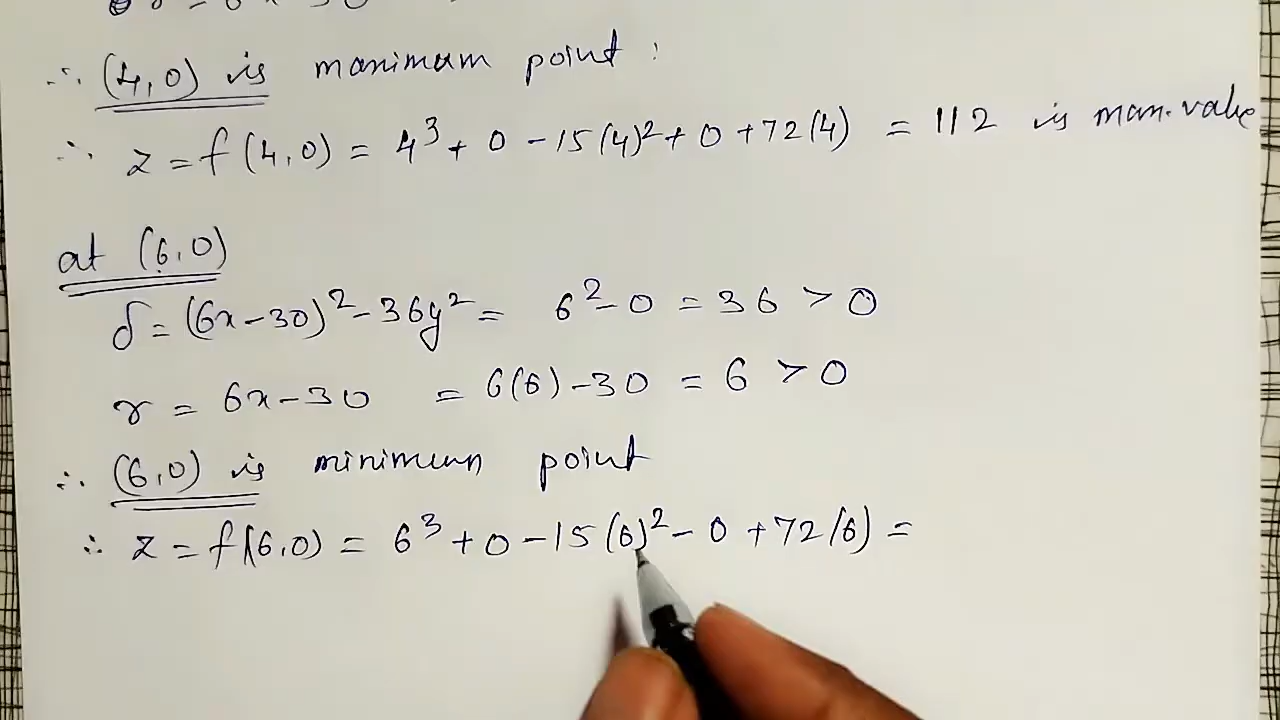 ∴ (4,0) is maximum point :
∴ z = f(4,0) = 4³ + 0 - 15(4)² + 0 + 72(4) = 112 is max. value
at (6,0)
δ = (6x-30)² - 36y² = 6² - 0 = 36 > 0
r = 6x - 30 = 6(6) - 30 = 6 > 0
∴ (6,0) is minimum point
∴ z = f(6,0) = 6³ + 0 - 15(6)² - 0 + 72(6) =